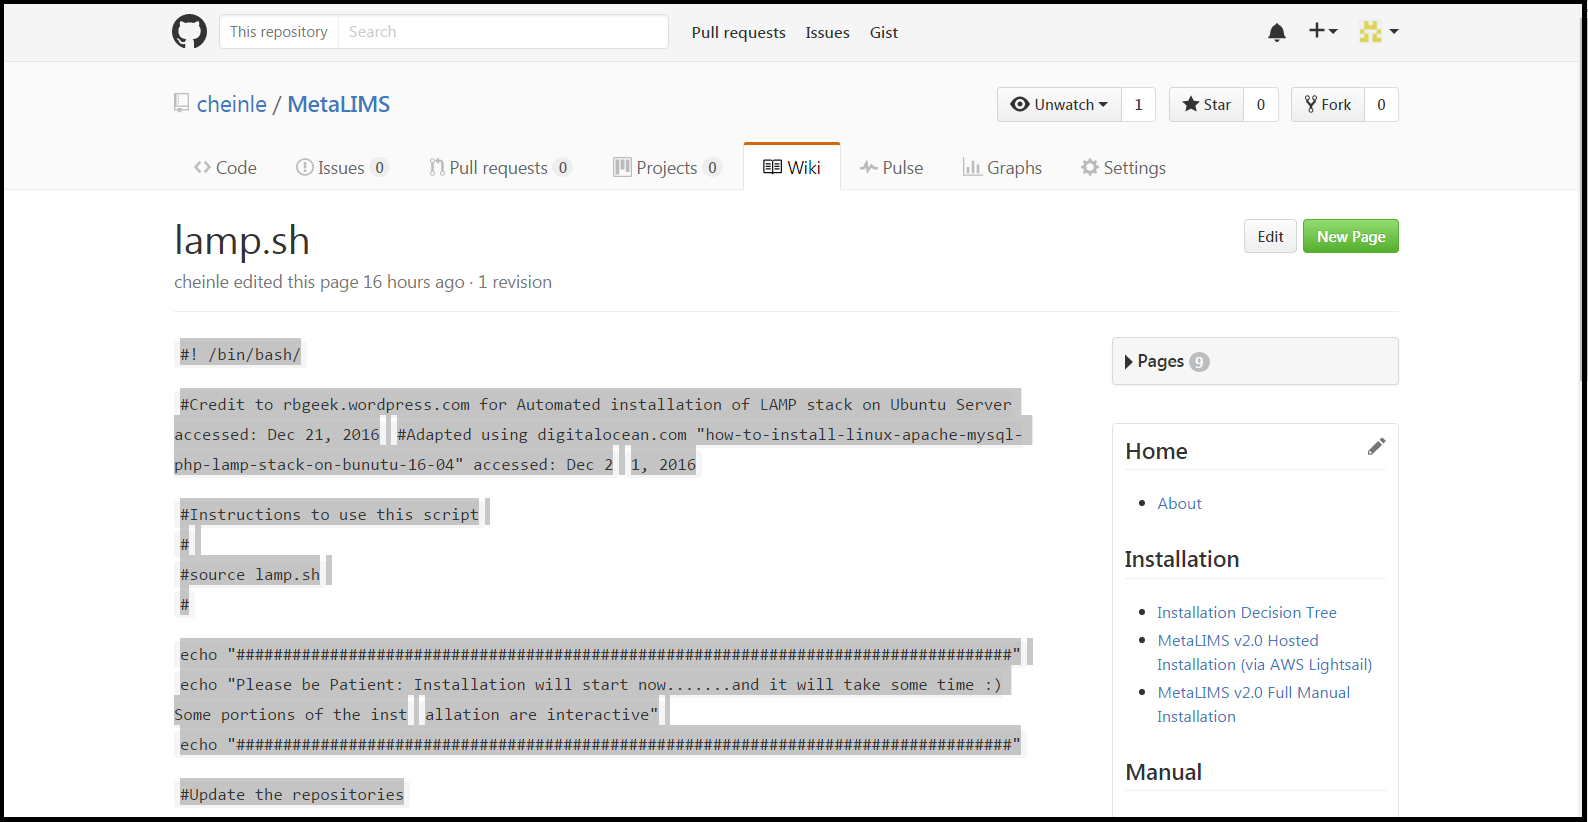 This repository Search Pull requests Issues Gist
cheinle / MetaLIMS Unwatch 1 Star 0 Fork 0
Code Issues 0 Pull requests 0 Projects 0 Wiki Pulse Graphs Settings
lamp.sh
Edit New Page
cheinle edited this page 16 hours ago · 1 revision
#! /bin/bash/
#Credit to rbgeek.wordpress.com for Automated installation of LAMP stack on Ubuntu Server
accessed: Dec 21, 2016 #Adapted using digitalocean.com "how-to-install-linux-apache-mysql-
php-lamp-stack-on-bunutu-16-04" accessed: Dec 2 1, 2016
#Instructions to use this script
#
#source lamp.sh
#
echo "###################################################################################"
echo "Please be Patient: Installation will start now.......and it will take some time :)
Some portions of the inst allation are interactive"
echo "###################################################################################"
#Update the repositories
Pages 9
Home
About
Installation
Installation Decision Tree
MetaLIMS v2.0 Hosted
Installation (via AWS Lightsail)
MetaLIMS v2.0 Full Manual
Installation
Manual